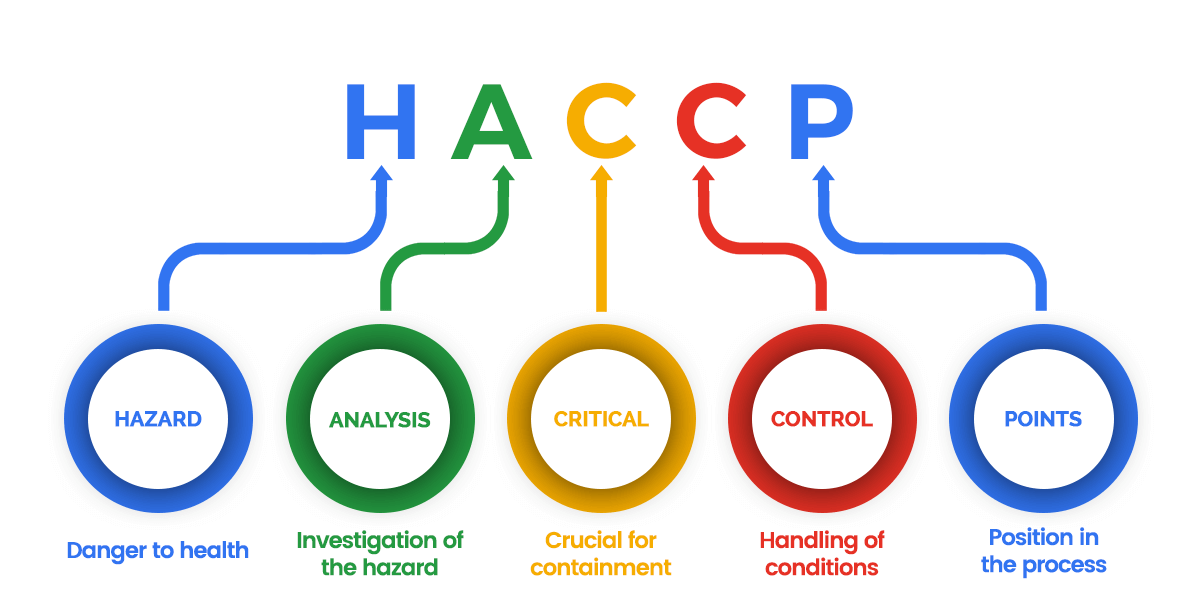 HACCP
HAZARD
ANALYSIS
CRITICAL
CONTROL
POINTS
Danger to health
Investigation of
the hazard
Crucial for
containment
Handling of
conditions
Position in
the process